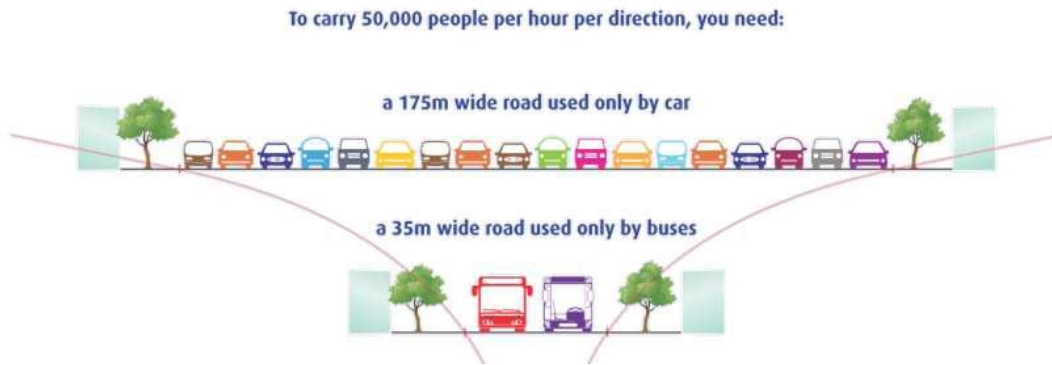 To carry 50,000 people per hour per direction, you need:
a 175m wide road used only by car
a 35m wide road used only by buses